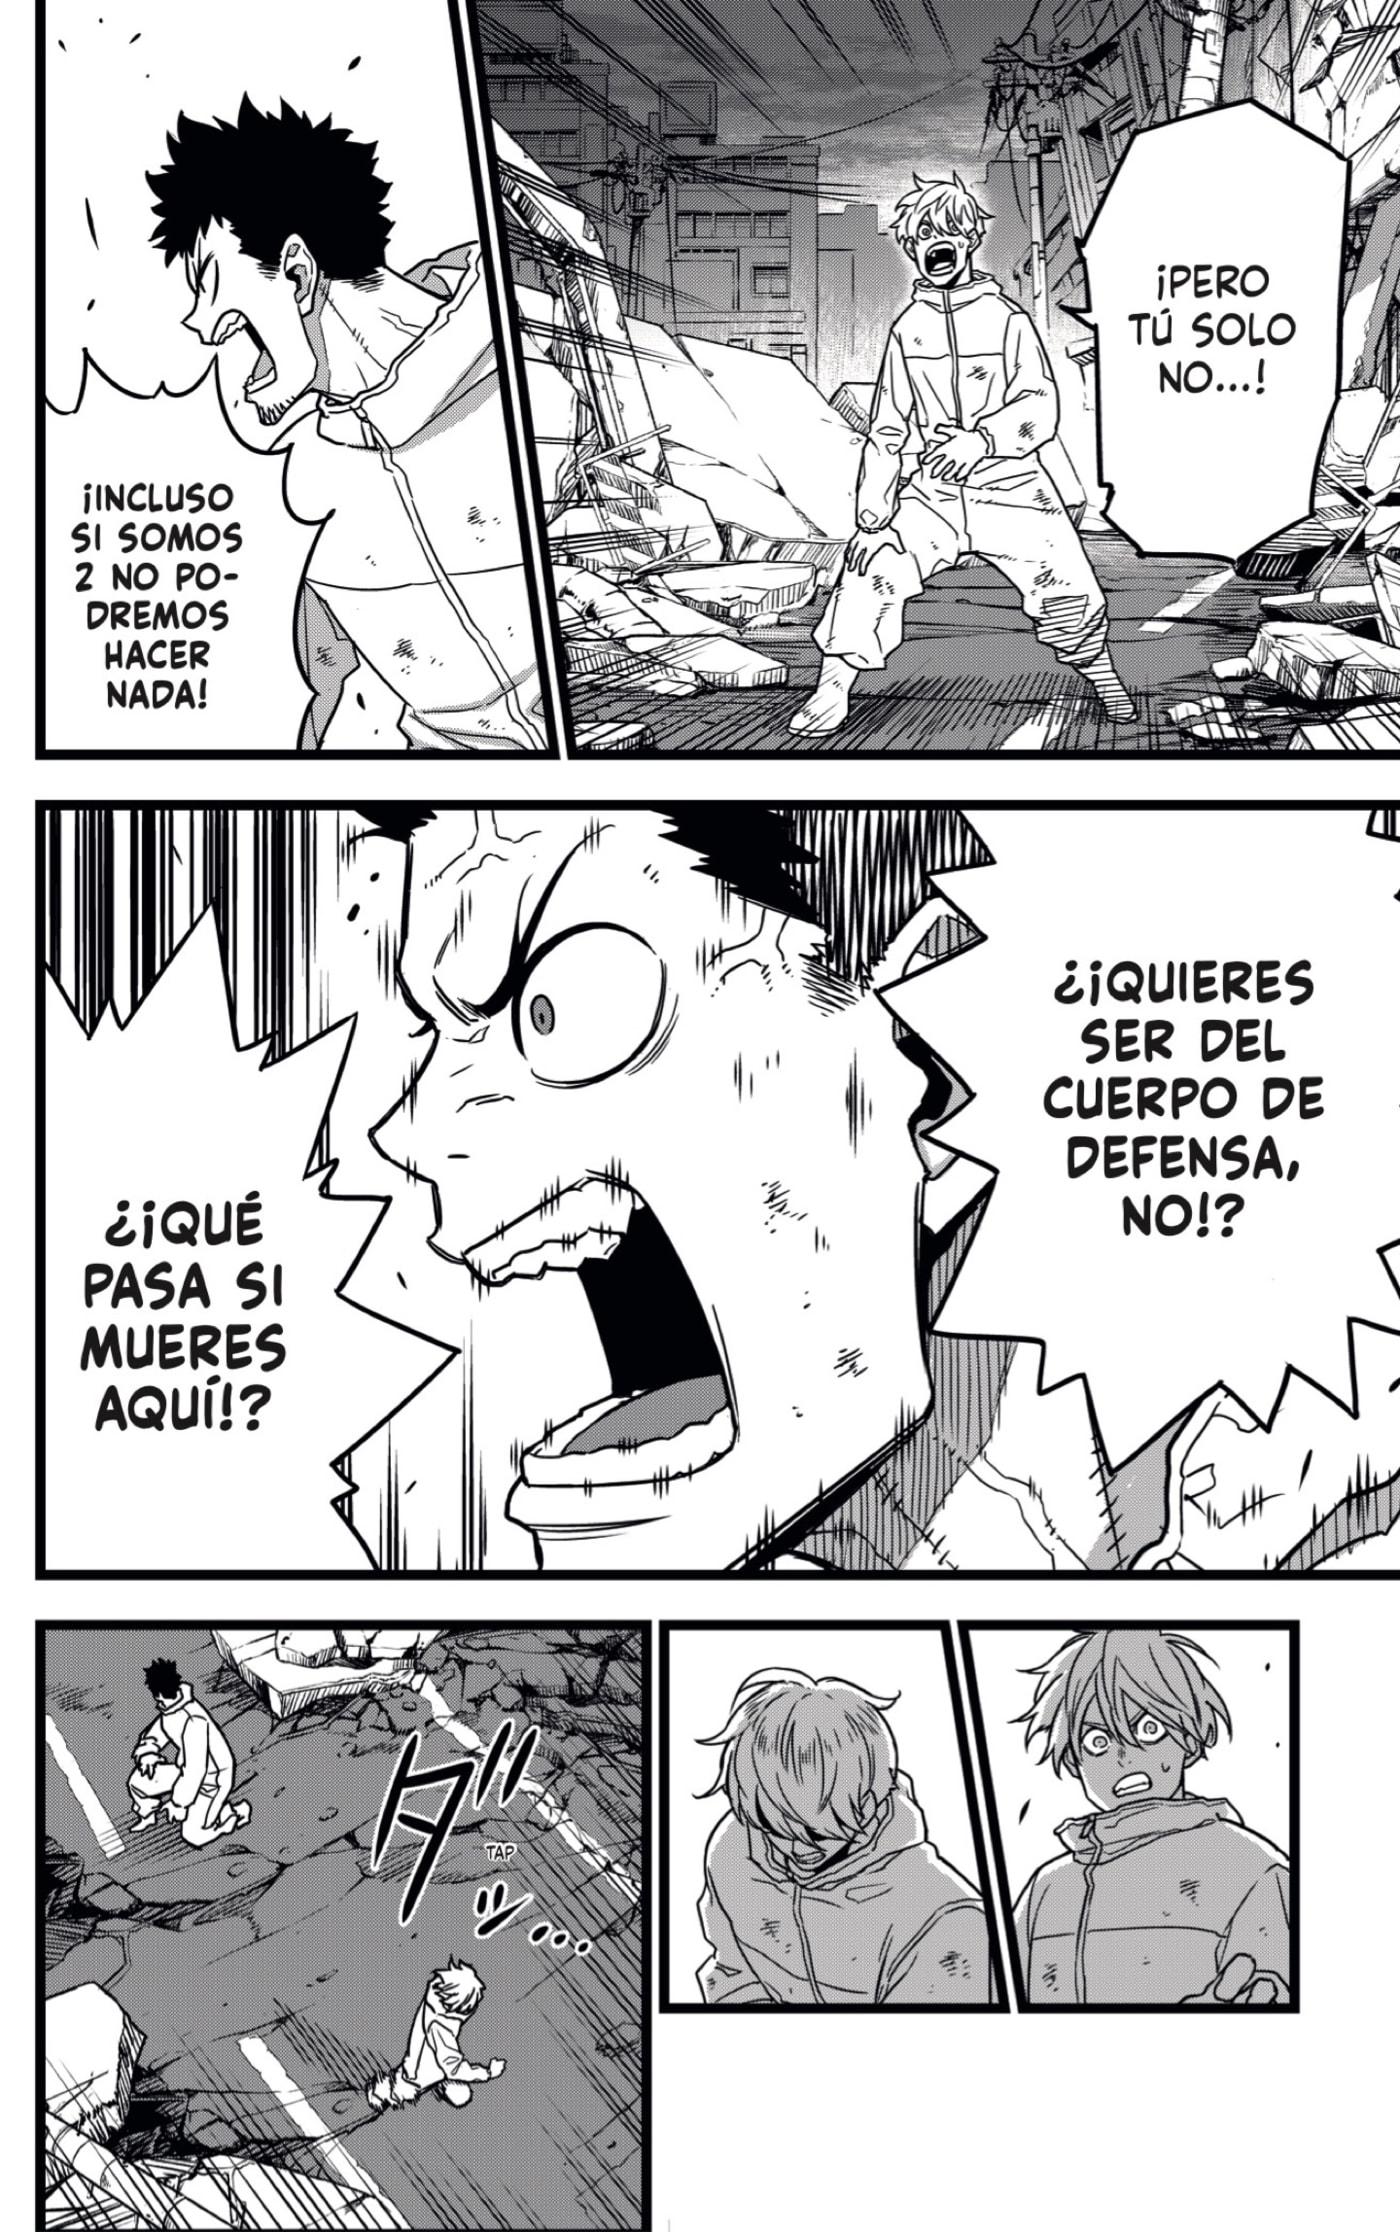 ¡PERO
TÚ SOLO
NO...!
¡INCLUSO
SI SOMOS
2 NO PO-
DREMOS
HACER
NADA!
¿¡QUIERES
SER DEL
CUERPO DE
DEFENSA,
NO!?
¿¡QUÉ
PASA SI
MUERES
AQUÍ!?
ダッ...
TAP